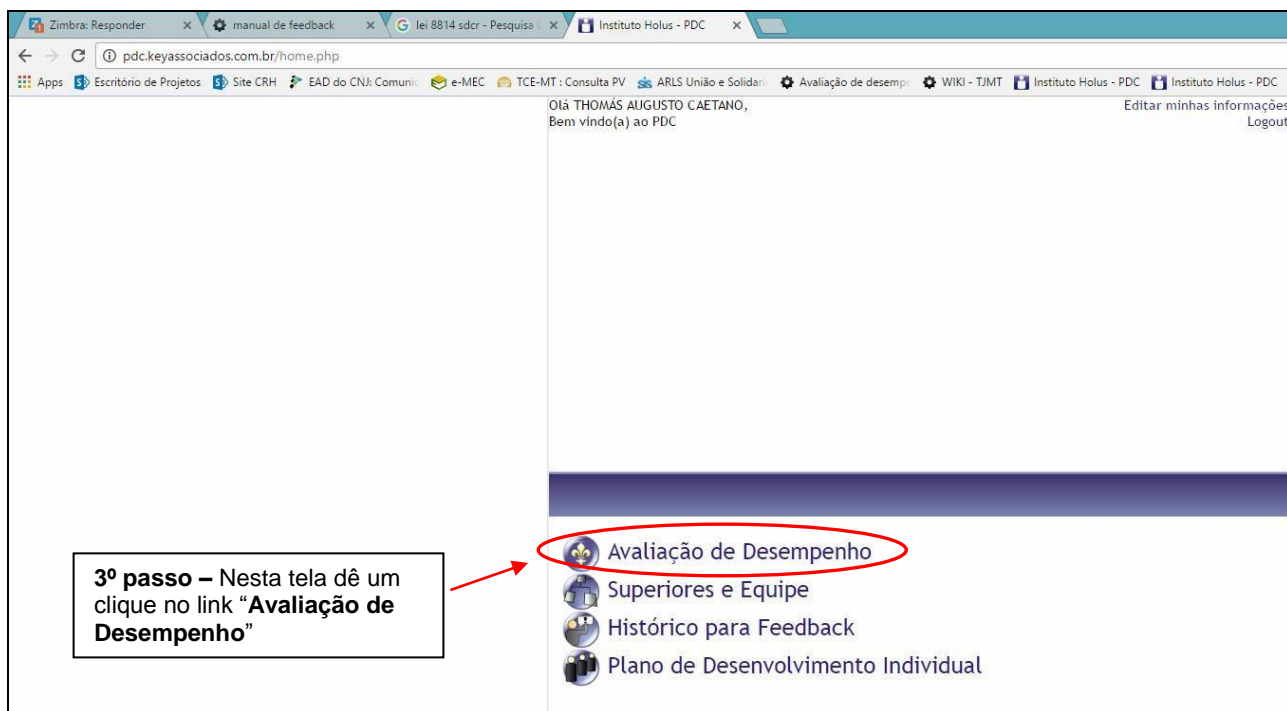 Zimbra: Responder
manual de feedback
lei 8814 sdcr - Pesquisa
Instituto Holus - PDC
pdc.keyassociados.com.br/home.php
Apps Escritório de Projetos Site CRH EAD do CNJ: Comunic e-MEC TCE-MT : Consulta PV ARLS União e Solidari Avaliação de desemp WIKI - TJMT Instituto Holus - PDC Instituto Holus - PDC
Olá THOMÁS AUGUSTO CAETANO,
Bem vindo(a) ao PDC
Editar minhas informações
Logout
3º passo – Nesta tela dê um
clique no link “Avaliação de
Desempenho”
Avaliação de Desempenho
Superiores e Equipe
Histórico para Feedback
Plano de Desenvolvimento Individual